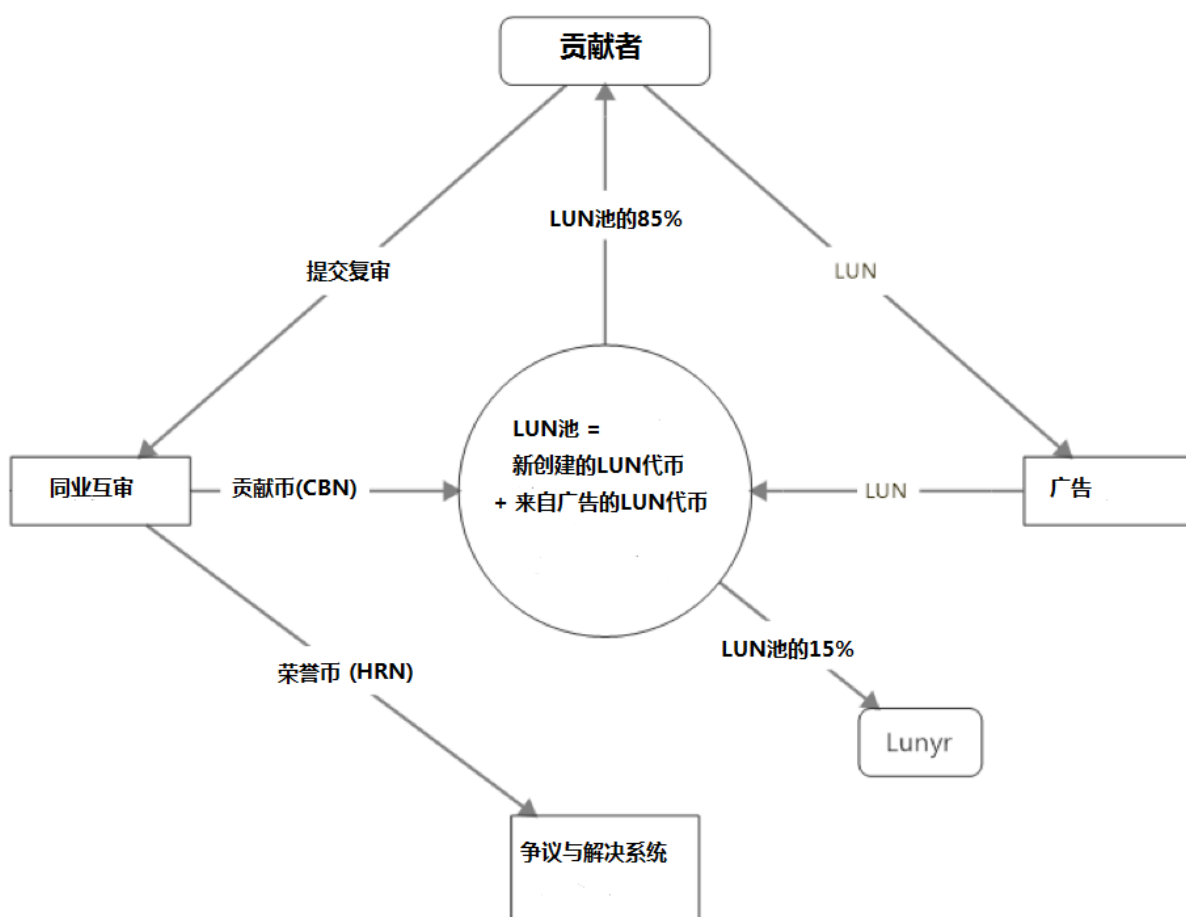 贡献者
LUN池的85%
提交复审
LUN
LUN池 =
新创建的LUN代币
+ 来自广告的LUN代币
同业互审
贡献币(CBN)
LUN
广告
LUN池的15%
荣誉币 (HRN)
Lunyr
争议与解决系统